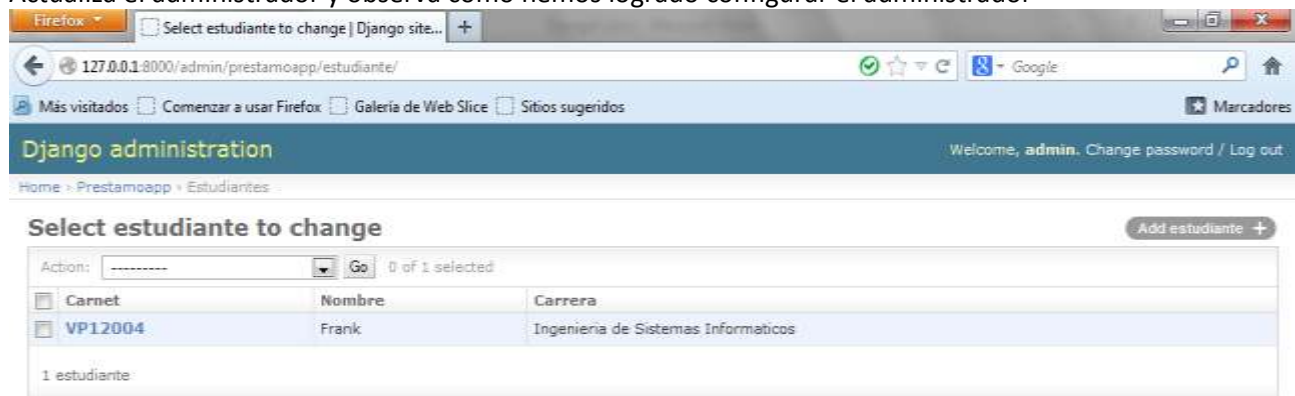 Actualiza el administrador y observa como hemos logrado configurar el administrador
Firefox
Select estudiante to change | Django site... +
127.0.0.1:8000/admin/prestamoapp/estudiante/
Google
Más visitados Comenzar a usar Firefox Galería de Web Slice Sitios sugeridos Marcadores
Django administration Welcome, admin. Change password / Log out
Home › Prestamoapp › Estudiantes
Select estudiante to change Add estudiante +
Action: --------- Go 0 of 1 selected
Carnet Nombre Carrera
VP12004 Frank Ingenieria de Sistemas Informaticos
1 estudiante